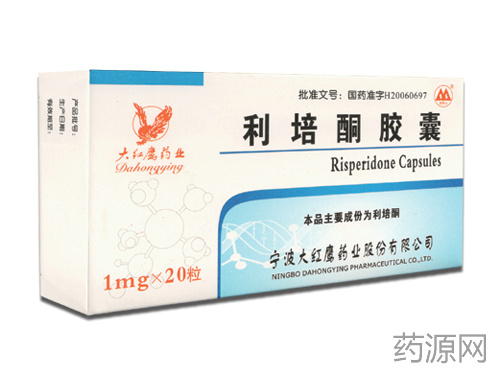 产品批号:
生产日期:
有效期至:
大红鹰药业
Dahongying
1mg×20粒
批准文号：国药准字H20060697
利培酮胶囊
Risperidone Capsules
本品主要成份为利培酮
宁波大红鹰药业股份有限公司
NINGBO DAHONGYING PHARMACEUTICAL CO.,LTD.
药源网